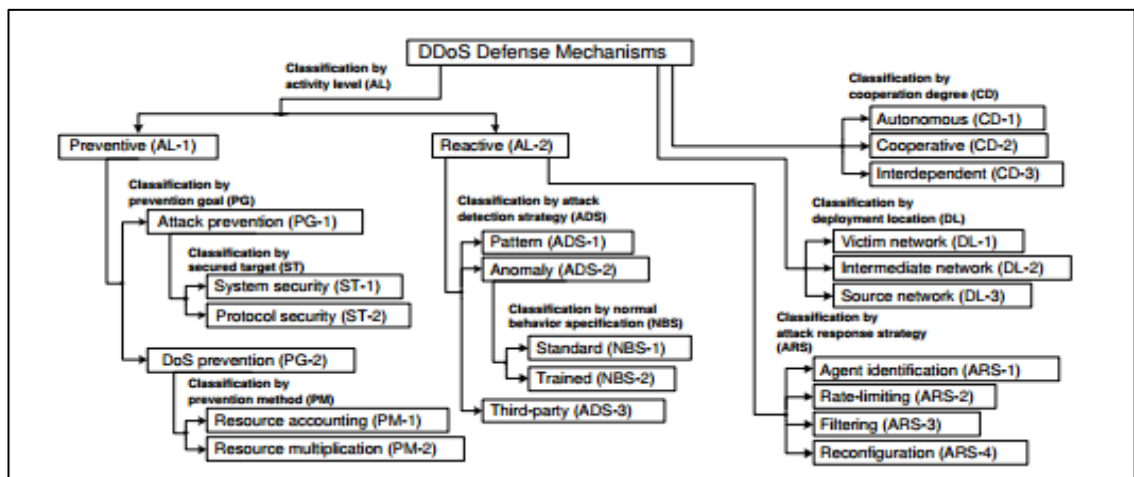 DDoS Defense Mechanisms
Classification by
activity level (AL)
Preventive (AL-1)
Reactive (AL-2)
Classification by
cooperation degree (CD)
Autonomous (CD-1)
Cooperative (CD-2)
Interdependent (CD-3)
Classification by
prevention goal (PG)
Attack prevention (PG-1)
Classification by
secured target (ST)
System security (ST-1)
Protocol security (ST-2)
DoS prevention (PG-2)
Classification by
prevention method (PM)
Resource accounting (PM-1)
Resource multiplication (PM-2)
Classification by attack
detection strategy (ADS)
Pattern (ADS-1)
Anomaly (ADS-2)
Classification by normal
behavior specification (NBS)
Standard (NBS-1)
Trained (NBS-2)
Third-party (ADS-3)
Classification by
deployment location (DL)
Victim network (DL-1)
Intermediate network (DL-2)
Source network (DL-3)
Classification by
attack response strategy
(ARS)
Agent identification (ARS-1)
Rate-limiting (ARS-2)
Filtering (ARS-3)
Reconfiguration (ARS-4)